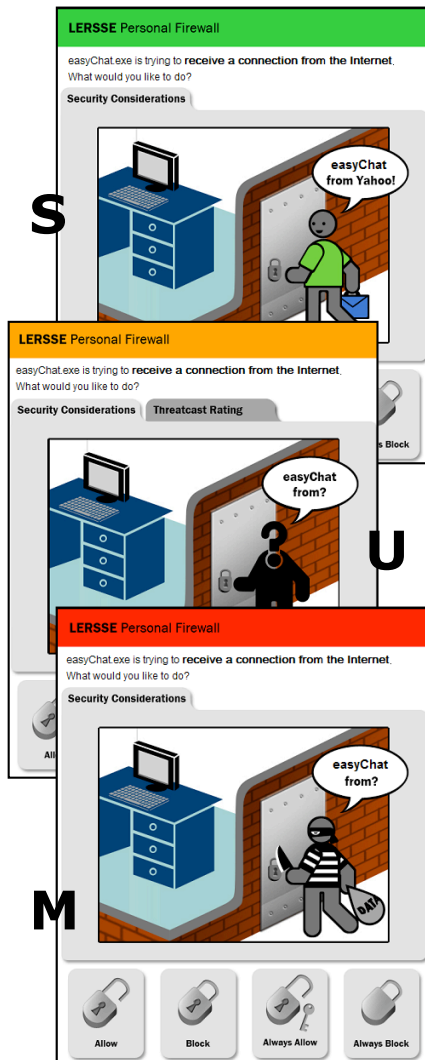 LERSSE Personal Firewall
easyChat.exe is trying to receive a connection from the Internet.
What would you like to do?
Security Considerations
easyChat
from Yahoo!
S
s Block
LERSSE Personal Firewall
easyChat.exe is trying to receive a connection from the Internet.
What would you like to do?
Security Considerations Threatcast Rating
easyChat
from?
?
U
All
LERSSE Personal Firewall
easyChat.exe is trying to receive a connection from the Internet.
What would you like to do?
Security Considerations
easyChat
from?
DATA
M
Allow Block Always Allow Always Block